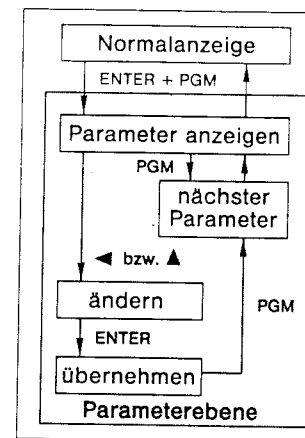 Normalanzeige
ENTER + PGM
Parameter anzeigen
PGM
nächster
Parameter
◄ bzw. ▲
ändern
PGM
ENTER
übernehmen
Parameterebene